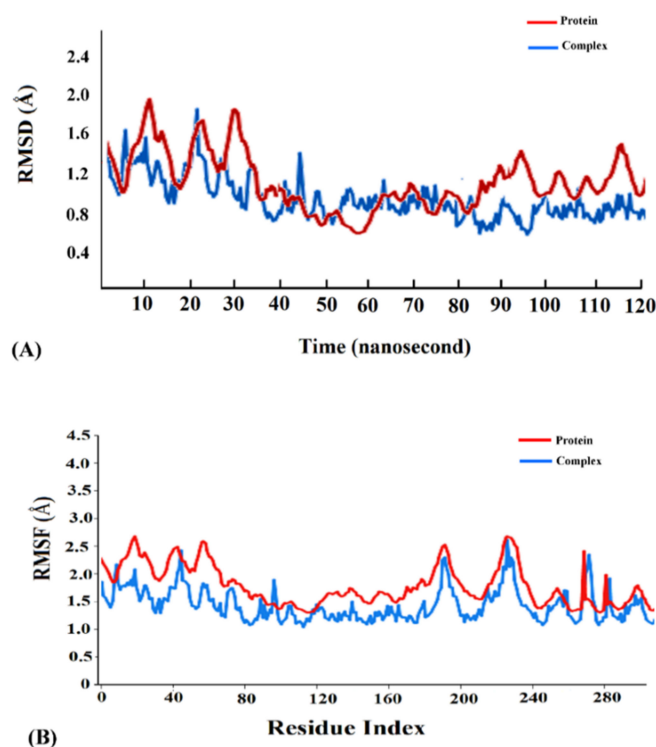 Protein
Complex
RMSD (Å)
2.4
2.0
1.6
1.2
0.8
0.4
10 20 30 40 50 60 70 80 90 100 110 120
Time (nanosecond)
(A)
Protein
Complex
RMSF (Å)
4.5
4.0
3.5
3.0
2.5
2.0
1.5
1.0
0.5
0
0 40 80 120 160 200 240 280
Residue Index
(B)